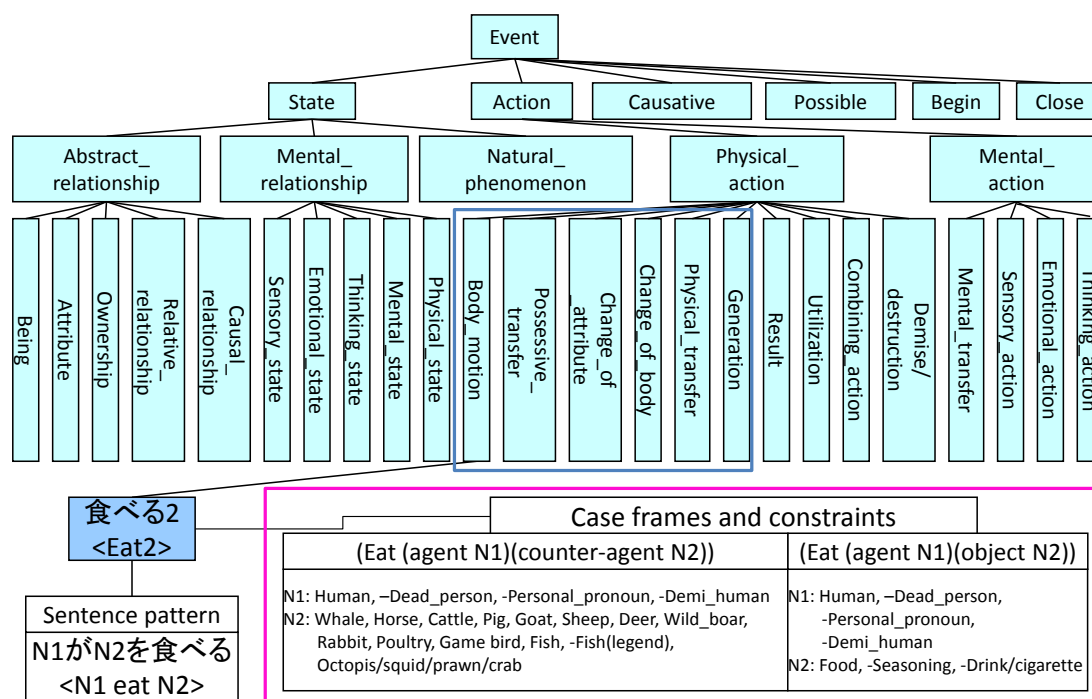 Event
State
Action
Causative
Possible
Begin
Close
Abstract_
relationship
Mental_
relationship
Natural_
phenomenon
Physical_
action
Mental_
action
Being
Attribute
Ownership
Relative_
relationship
Causal_
relationship
Sensory_state
Emotional_state
Thinking_state
Mental_state
Physical_state
Body_motion
Possessive_
transfer
Change_of
_attribute
Change_of_body
Physical_transfer
Generation
Result
Utilization
Combining_action
Demise/
destruction
Mental_transfer
Sensory_action
Emotional_action
Thinking_action
食べる2
<Eat2>
Sentence pattern
N1がN2を食べる
<N1 eat N2>
Case frames and constraints
(Eat (agent N1)(counter-agent N2))
N1: Human, –Dead_person, -Personal_pronoun, -Demi_human
N2: Whale, Horse, Cattle, Pig, Goat, Sheep, Deer, Wild_boar,
Rabbit, Poultry, Game bird, Fish, -Fish(legend),
Octopis/squid/prawn/crab
(Eat (agent N1)(object N2))
N1: Human, –Dead_person,
-Personal_pronoun,
-Demi_human
N2: Food, -Seasoning, -Drink/cigarette